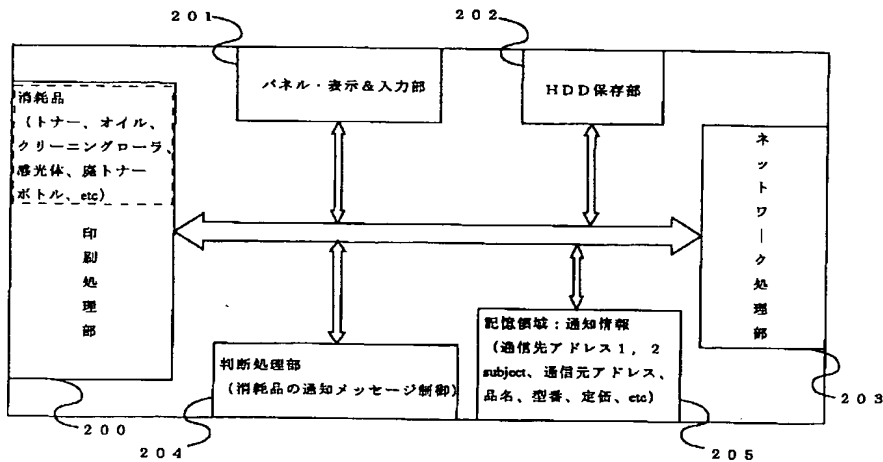 201
202
パネル・表示＆入力部
HDD保存部
消耗品
（トナー、オイル、
クリーニングローラ、
感光体、廃トナー
ボトル、etc）
印刷処理部
ネットワーク処理部
判断処理部
（消耗品の通知メッセージ制御）
記憶領域：通知情報
（通信先アドレス1，2
subject、通信元アドレス、
品名、型番、定価、etc）
200
204
205
203